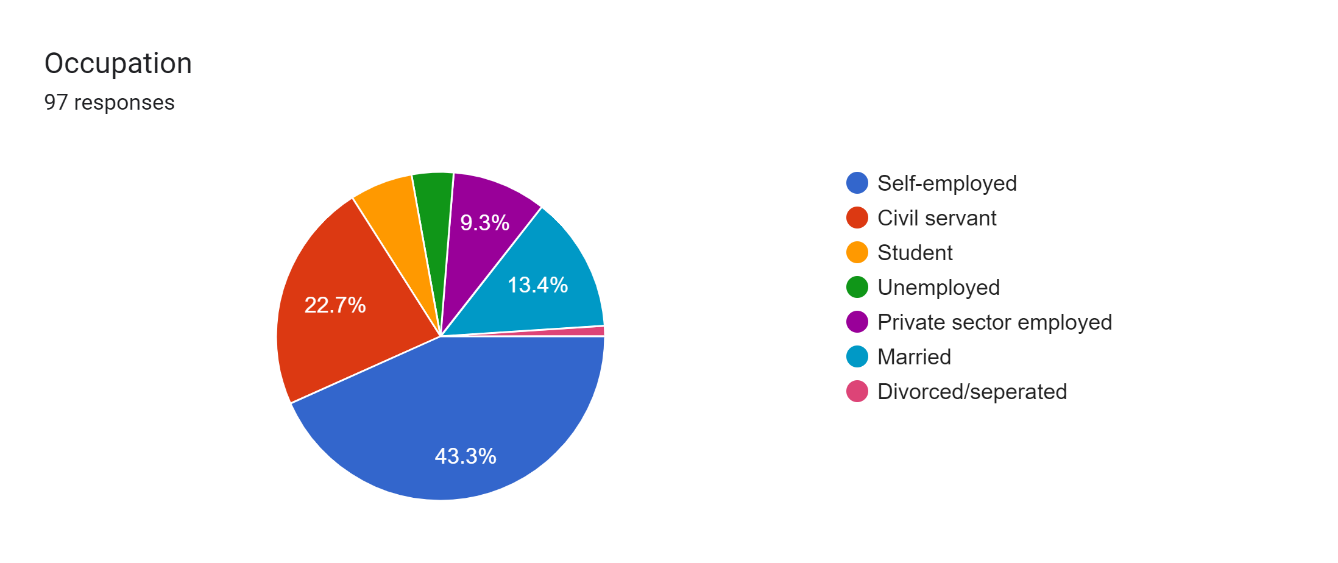 Occupation
97 responses
9.3%
13.4%
22.7%
43.3%
Self-employed
Civil servant
Student
Unemployed
Private sector employed
Married
Divorced/seperated